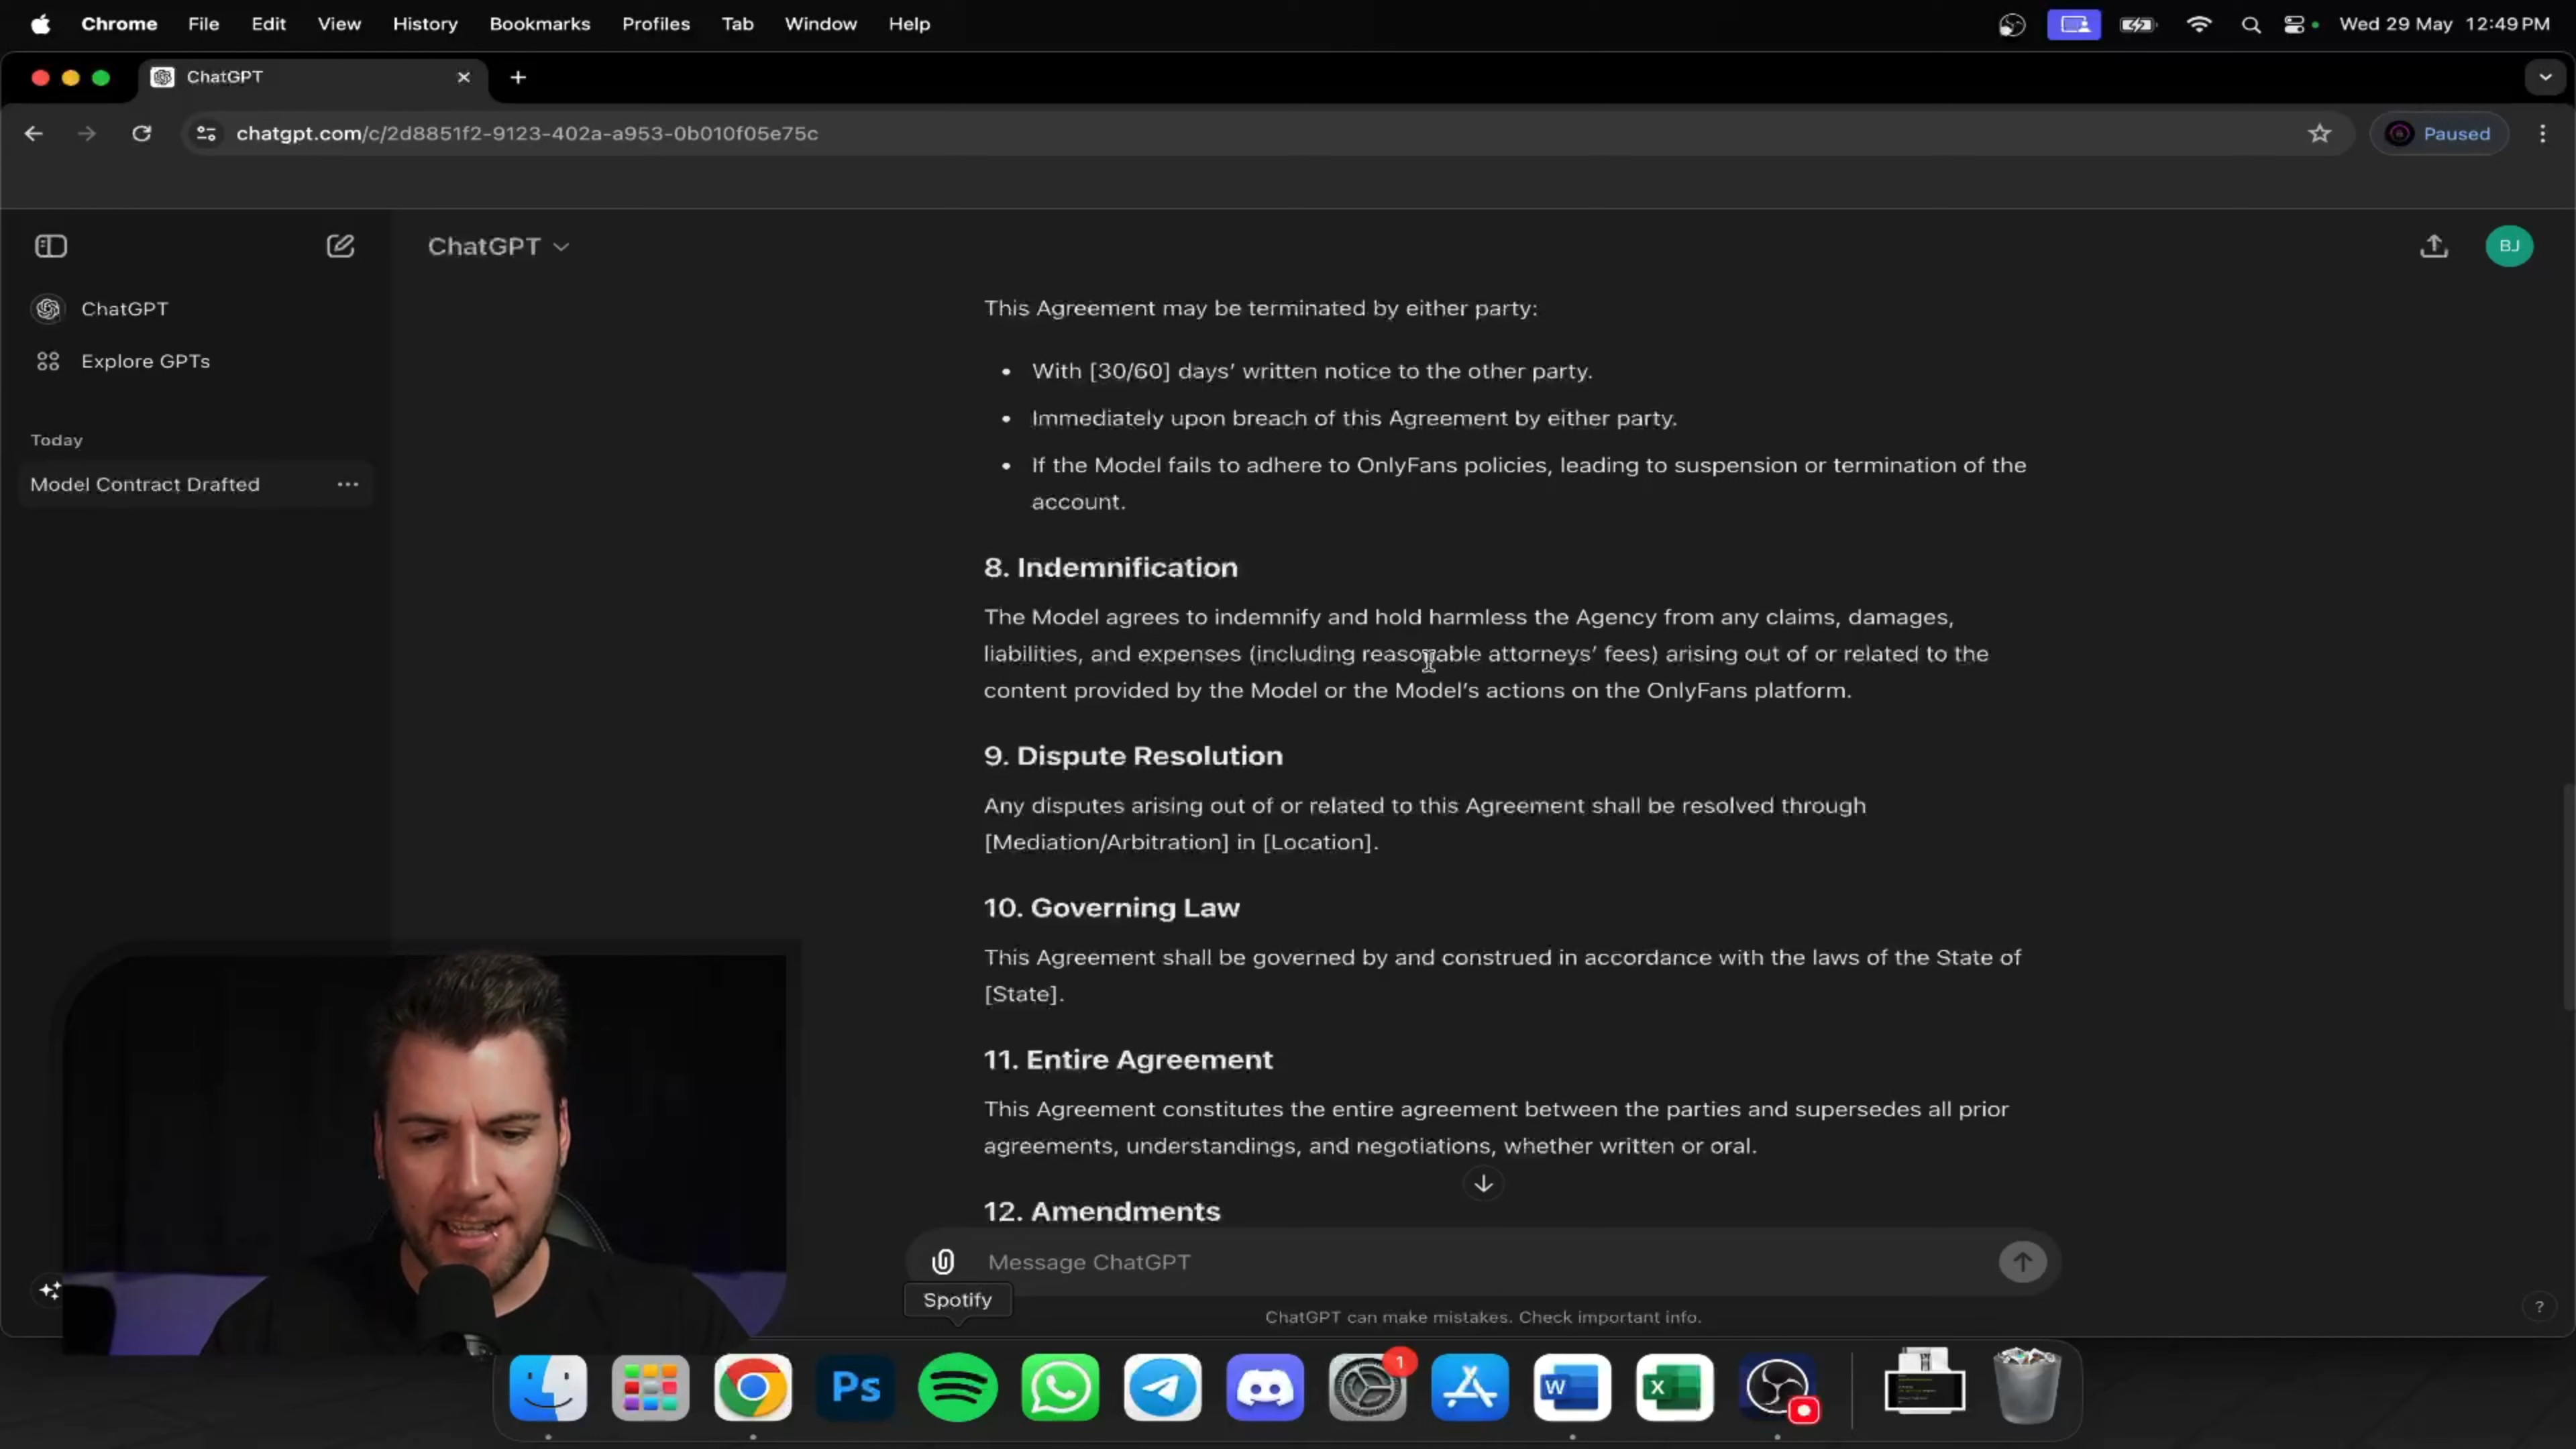 Chrome File Edit View History Bookmarks Profiles Tab Window Help Wed 29 May 12:49 PM
ChatGPT
chatgpt.com/c/2d8851f2-9123-402a-a953-0b010f05e75c Paused
ChatGPT BJ
ChatGPT
Explore GPTs
Today
Model Contract Drafted
This Agreement may be terminated by either party:
• With [30/60] days’ written notice to the other party.
• Immediately upon breach of this Agreement by either party.
• If the Model fails to adhere to OnlyFans policies, leading to suspension or termination of the
account.
8. Indemnification
The Model agrees to indemnify and hold harmless the Agency from any claims, damages,
liabilities, and expenses (including reasonable attorneys’ fees) arising out of or related to the
content provided by the Model or the Model’s actions on the OnlyFans platform.
9. Dispute Resolution
Any disputes arising out of or related to this Agreement shall be resolved through
[Mediation/Arbitration] in [Location].
10. Governing Law
This Agreement shall be governed by and construed in accordance with the laws of the State of
[State].
11. Entire Agreement
This Agreement constitutes the entire agreement between the parties and supersedes all prior
agreements, understandings, and negotiations, whether written or oral.
12. Amendments
Message ChatGPT
Spotify
ChatGPT can make mistakes. Check important info.
?
Ps 1 W X